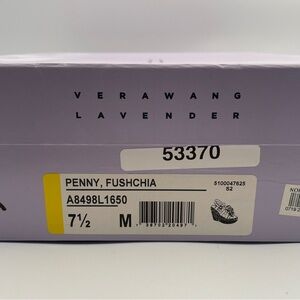 VERAWANG
LAVENDER
53370
PENNY, FUSHCHIA
5100047625
S2
A8498L1650
7½ M